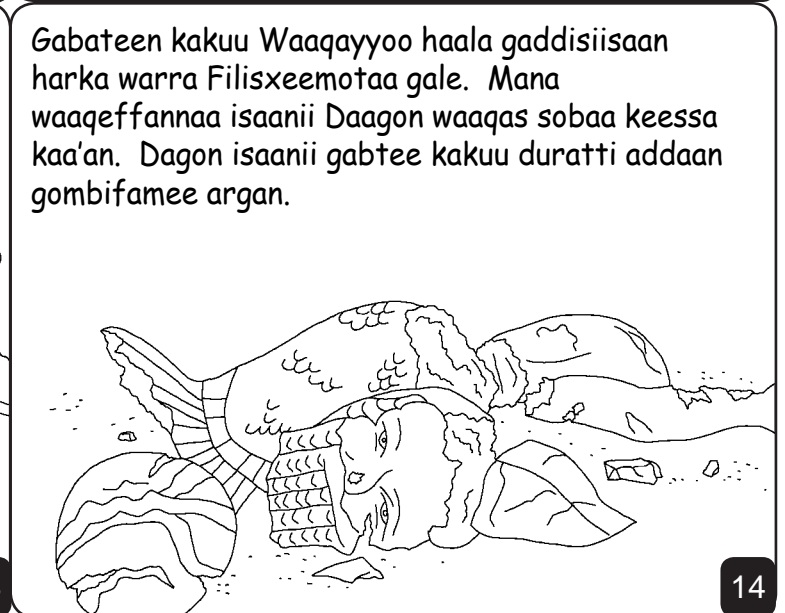 Gabateen kakuu Waaqayyoo haala gaddisiisaan
harka warra Filisxeemotaa gale. Mana
waaqeffannaa isaanii Daagon waaqas sobaa keessa
kaa'an. Dagon isaanii gabtee kakuu duratti addaan
gombifamee argan.
14